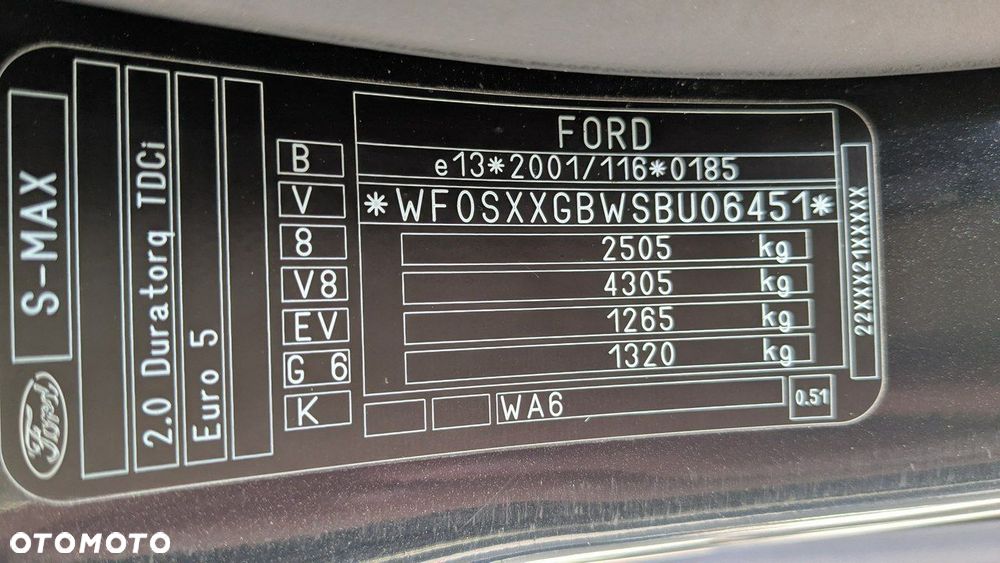 FORD
e13*2001/116*0185
*WF0SXXGBWSBU06451*
2505 kg
4305 kg
1265 kg
1320 kg
WA6
0.51
22XXX21XXXXX
B
V
8
V8
EV
G 6
K
S-MAX
2.0 Duratorq TDCi
Euro 5
Ford
OTOMOTO